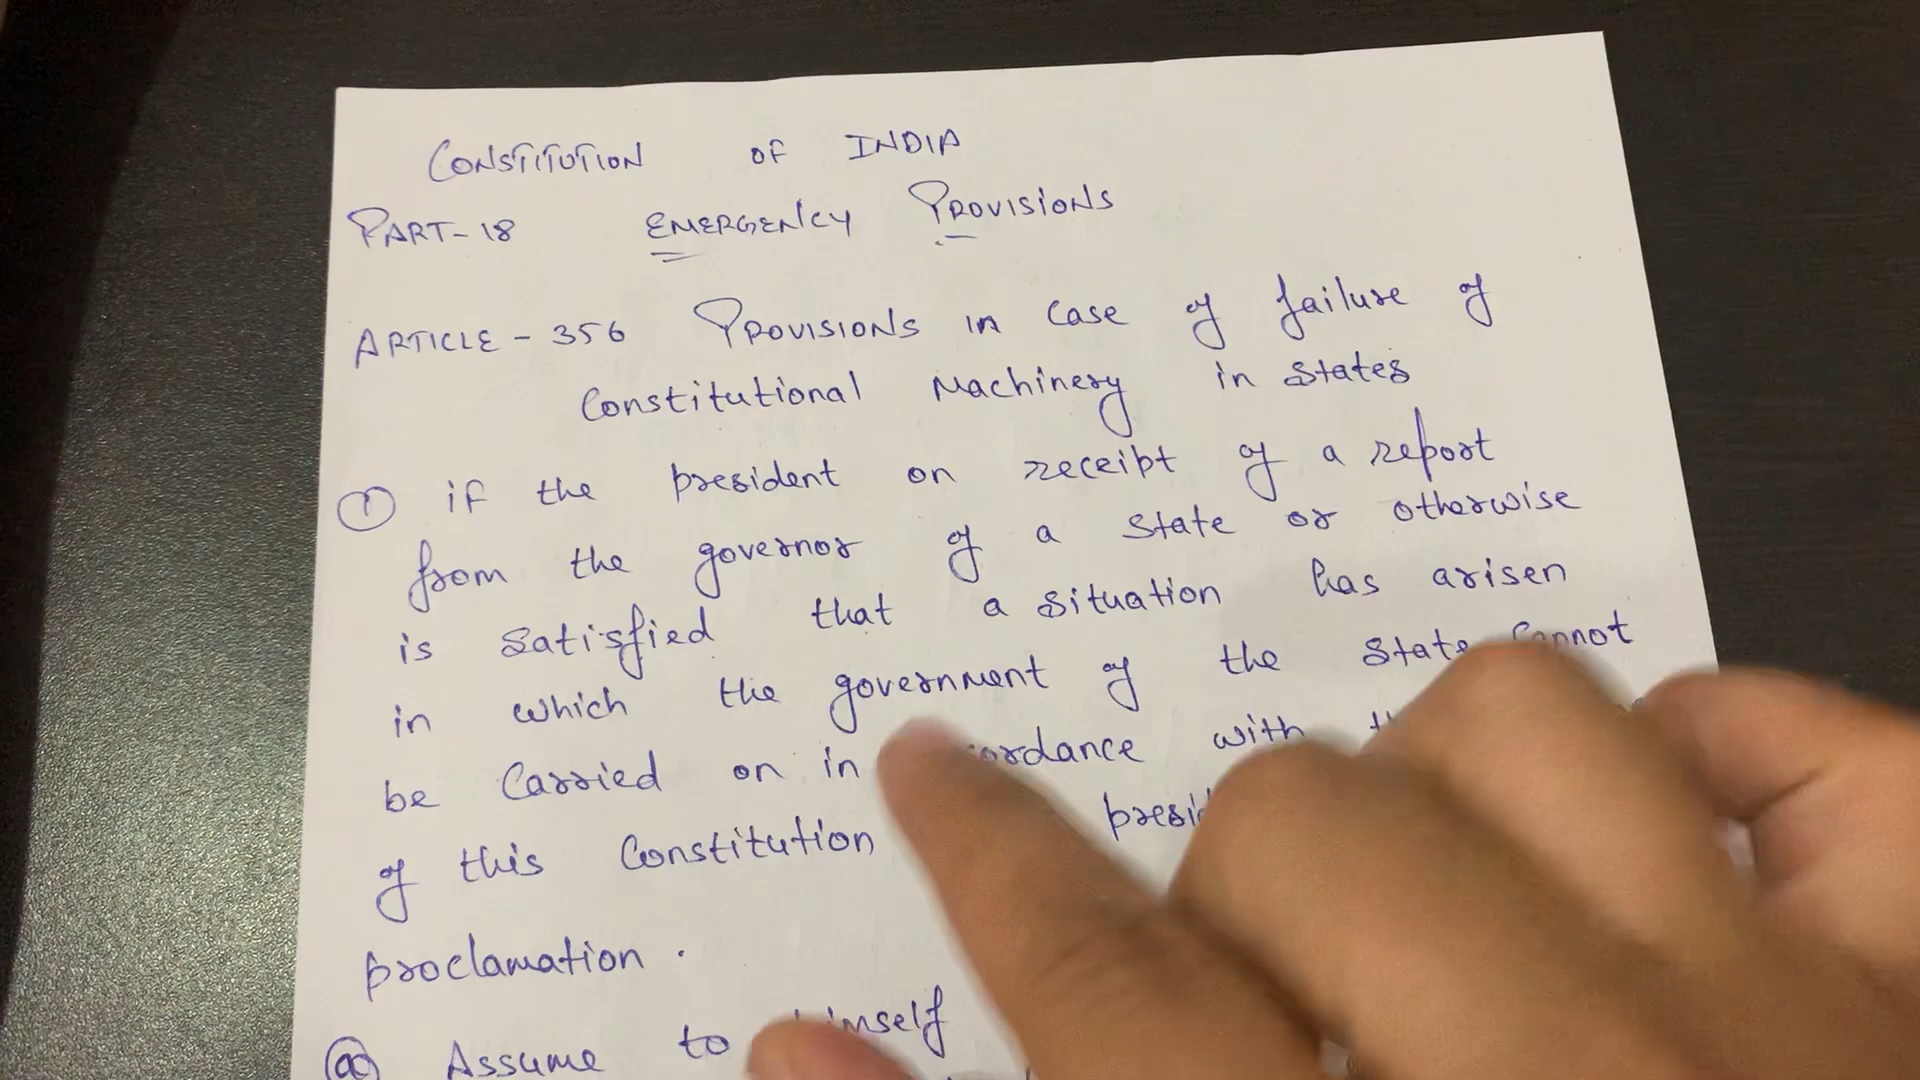 CONSTITUTION OF INDIA
PART-18 EMERGENCY PROVISIONS
ARTICLE - 356 PROVISIONS in case of failure of
Constitutional Machinery in states
① if the president on receipt of a report
from the governor of a state or otherwise
is satisfied that a situation has arisen
in which the government of the state cannot
be carried on in with
of this Constitution
proclamation.
ⓐ Assume to